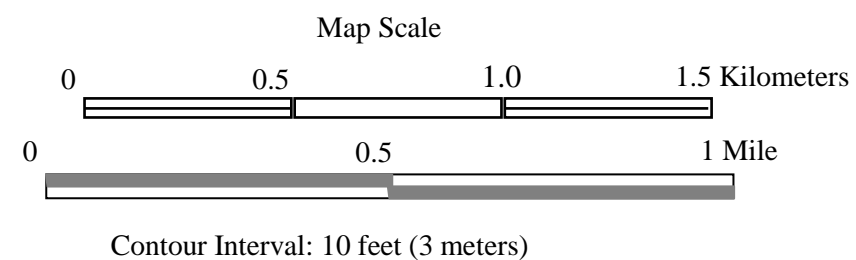 Map Scale
0 0.5 1.0 1.5 Kilometers
0 0.5 1 Mile
Contour Interval: 10 feet (3 meters)